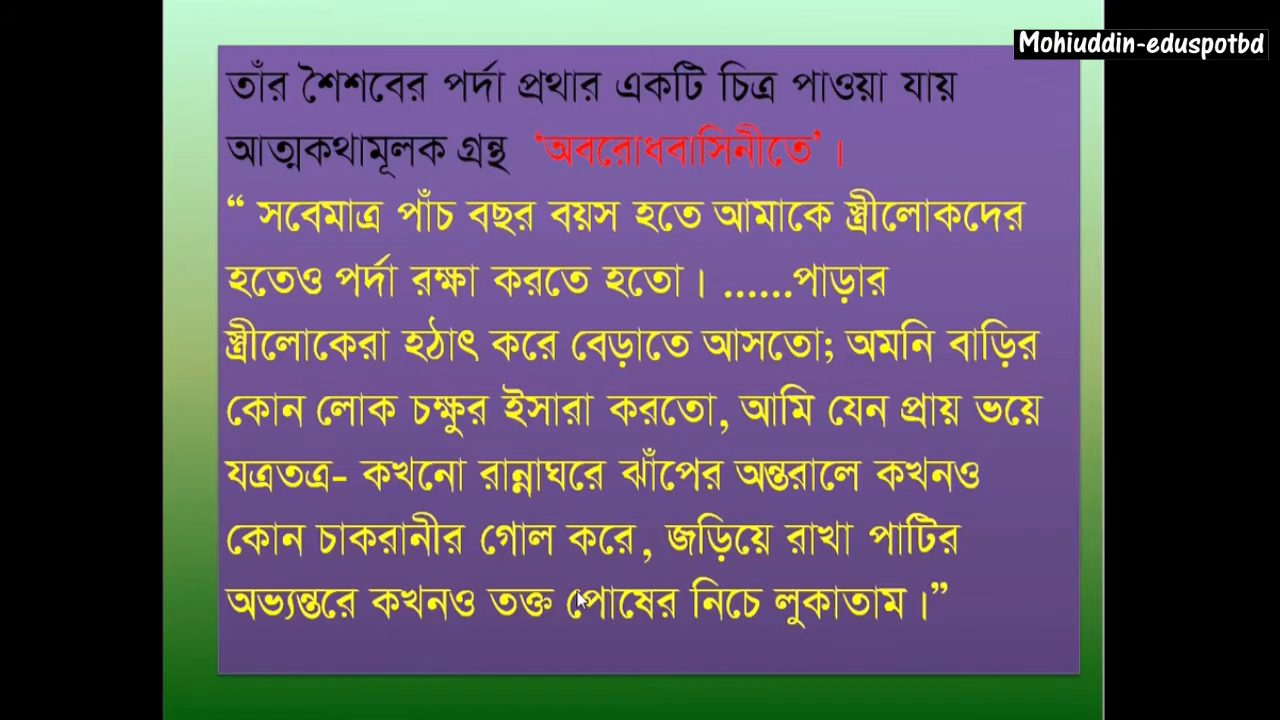 Mohiuddin-eduspotbd
তাঁর শৈশবের পর্দা প্রথার একটি চিত্র পাওয়া যায়
আত্মকথামূলক গ্রন্থ ‘অবরোধবাসিনীতে’ ।
“ সবেমাত্র পাঁচ বছর বয়স হতে আমাকে স্ত্রীলোকদের
হতেও পর্দা রক্ষা করতে হতো । ......পাড়ার
স্ত্রীলোকেরা হঠাৎ করে বেড়াতে আসতো; অমনি বাড়ির
কোন লোক চক্ষুর ইসারা করতো, আমি যেন প্রায় ভয়ে
যত্রতত্র- কখনো রান্নাঘরে ঝাঁপের অন্তরালে কখনও
কোন চাকরানীর গোল করে, জড়িয়ে রাখা পাটির
অভ্যন্তরে কখনও তক্ত পোষের নিচে লুকাতাম ।”